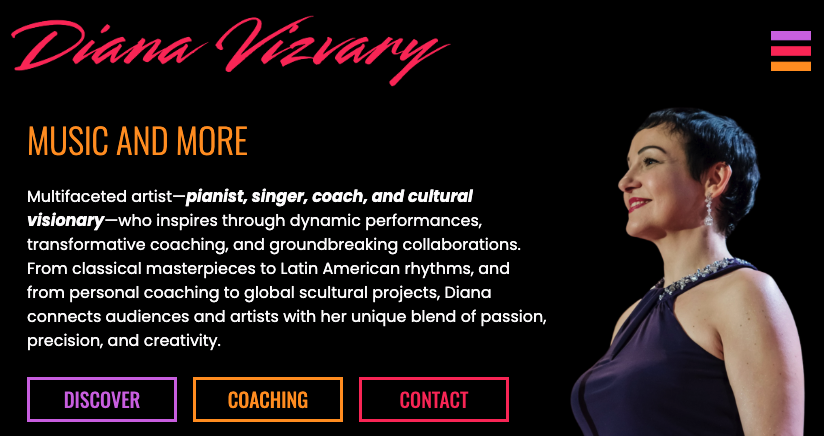 Diana Vizvary
MUSIC AND MORE
Multifaceted artist—pianist, singer, coach, and cultural
visionary—who inspires through dynamic performances,
transformative coaching, and groundbreaking collaborations.
From classical masterpieces to Latin American rhythms, and
from personal coaching to global scultural projects, Diana
connects audiences and artists with her unique blend of passion,
precision, and creativity.
DISCOVER
COACHING
CONTACT